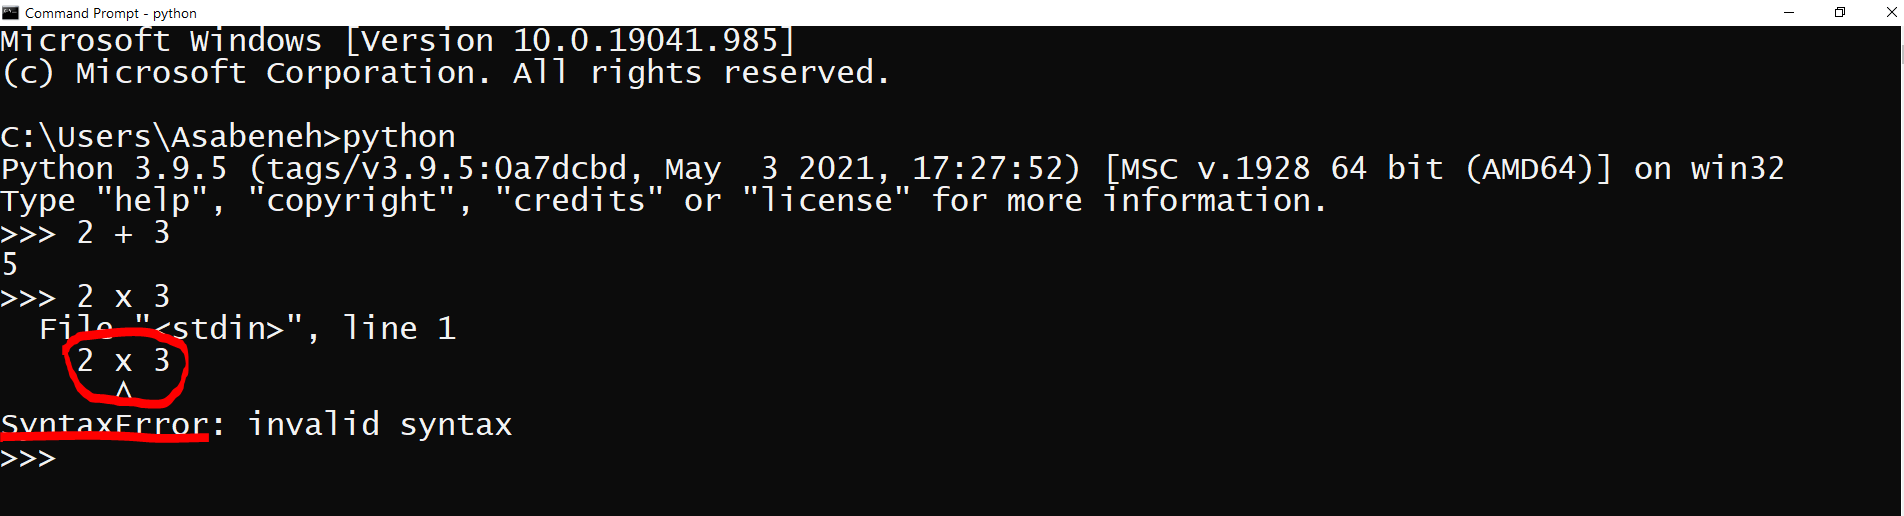 Command Prompt - python
Microsoft Windows [Version 10.0.19041.985]
(c) Microsoft Corporation. All rights reserved.
C:\Users\Asabeneh>python
Python 3.9.5 (tags/v3.9.5:0a7dcbd, May  3 2021, 17:27:52) [MSC v.1928 64 bit (AMD64)] on win32
Type "help", "copyright", "credits" or "license" for more information.
>>> 2 + 3
5
>>> 2 x 3
  File "<stdin>", line 1
    2 x 3
      ^
SyntaxError: invalid syntax
>>>